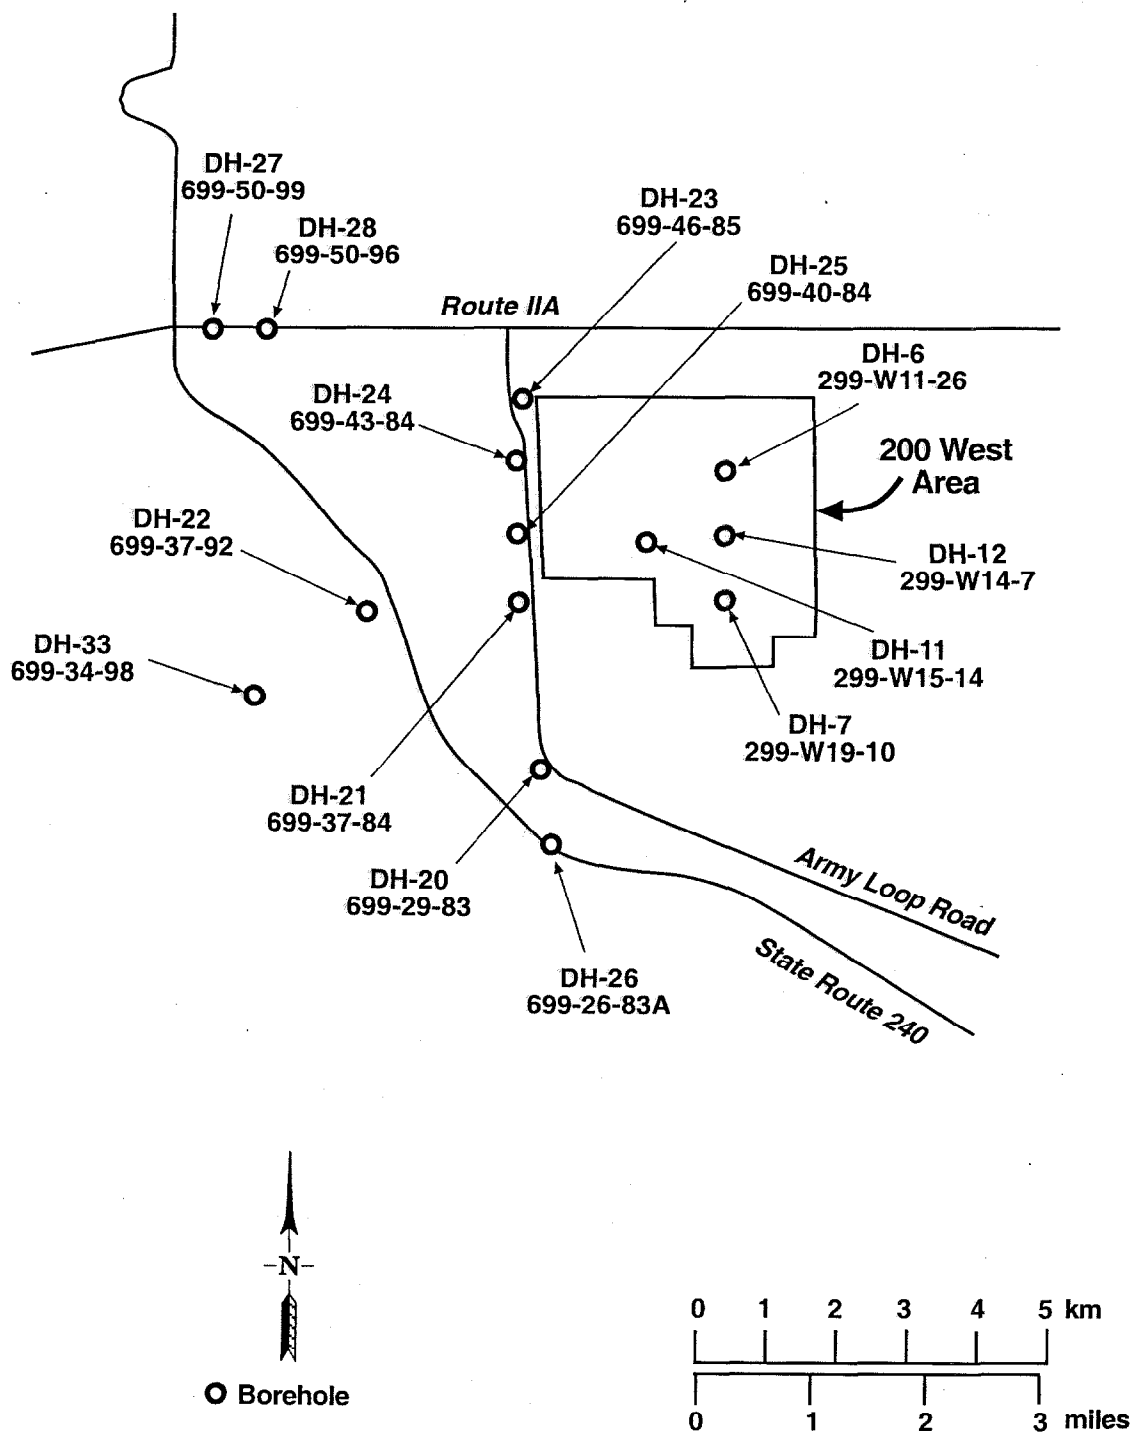 DH-27
699-50-99
DH-28
699-50-96
DH-23
699-46-85
DH-25
699-40-84
Route IIA
DH-6
299-W11-26
DH-24
699-43-84
200 West
Area
DH-22
699-37-92
DH-12
299-W14-7
DH-33
699-34-98
DH-11
299-W15-14
DH-7
299-W19-10
DH-21
699-37-84
DH-20
699-29-83
Army Loop Road
State Route 240
DH-26
699-26-83A
N
0 1 2 3 4 5 km
0 1 2 3 miles
Borehole